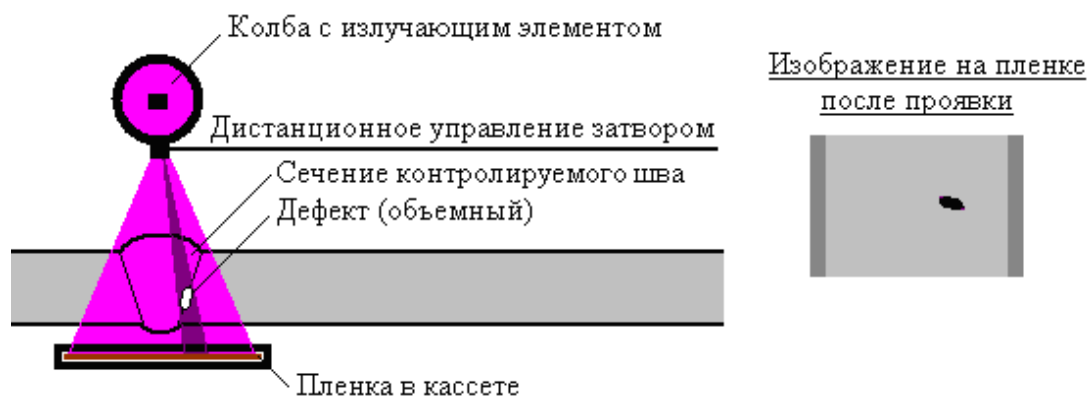 Колба с излучающим элементом
Дистанционное управление затвором
Сечение контролируемого шва
Дефект (объемный)
Пленка в кассете
Изображение на пленке
после проявки